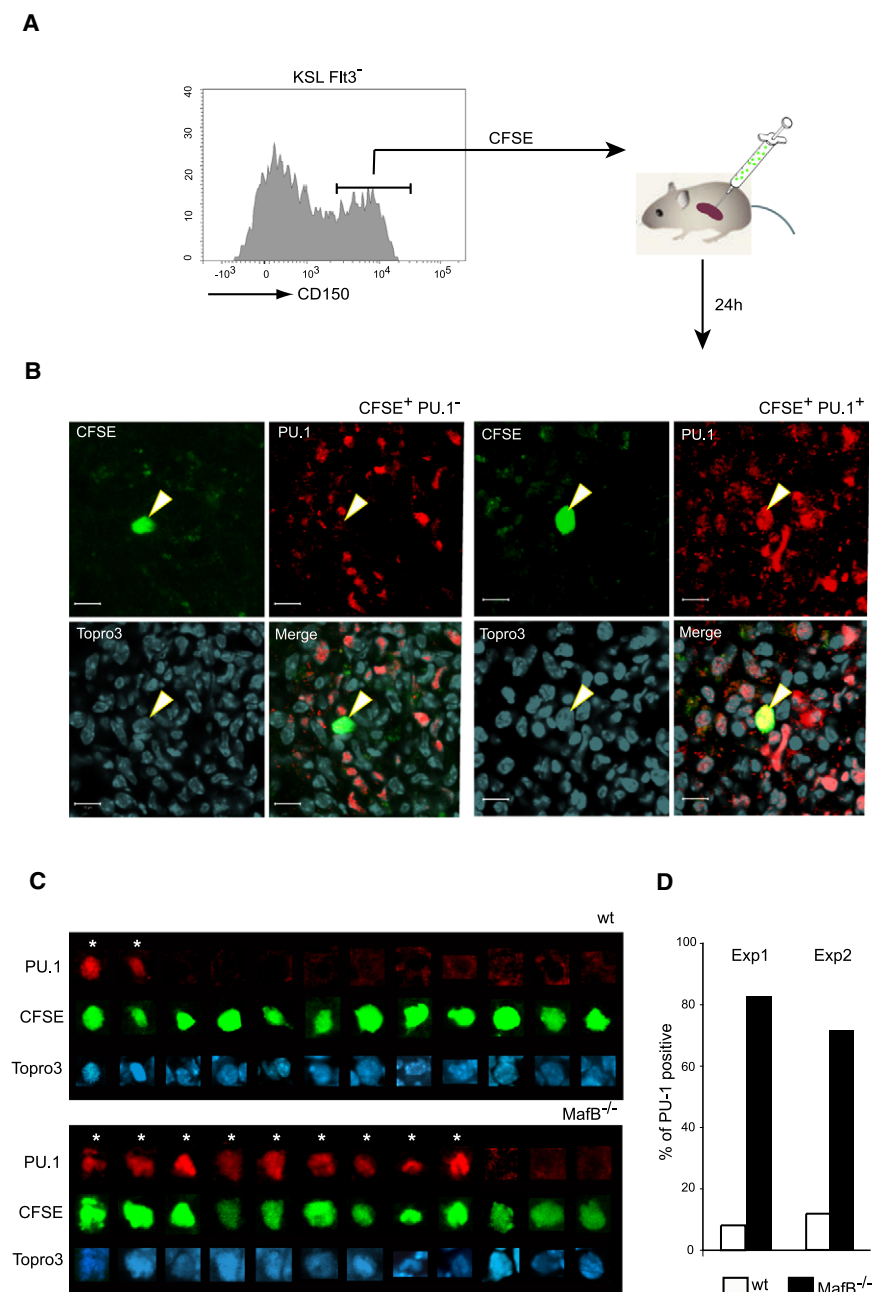 A
KSL Flt3⁻
40
30
20
10
0
-10³ 0 10³ 10⁴ 10⁵
CD150
CFSE
24h
B
CFSE⁺ PU.1⁻
CFSE⁺ PU.1⁺
CFSE
PU.1
CFSE
PU.1
Topro3
Merge
Topro3
Merge
C
wt
* *
PU.1
CFSE
Topro3
MafB⁻/⁻
* * * * * * * * *
PU.1
CFSE
Topro3
D
% of PU-1 positive
100
80
60
40
20
0
Exp1 Exp2
wt MafB⁻/⁻